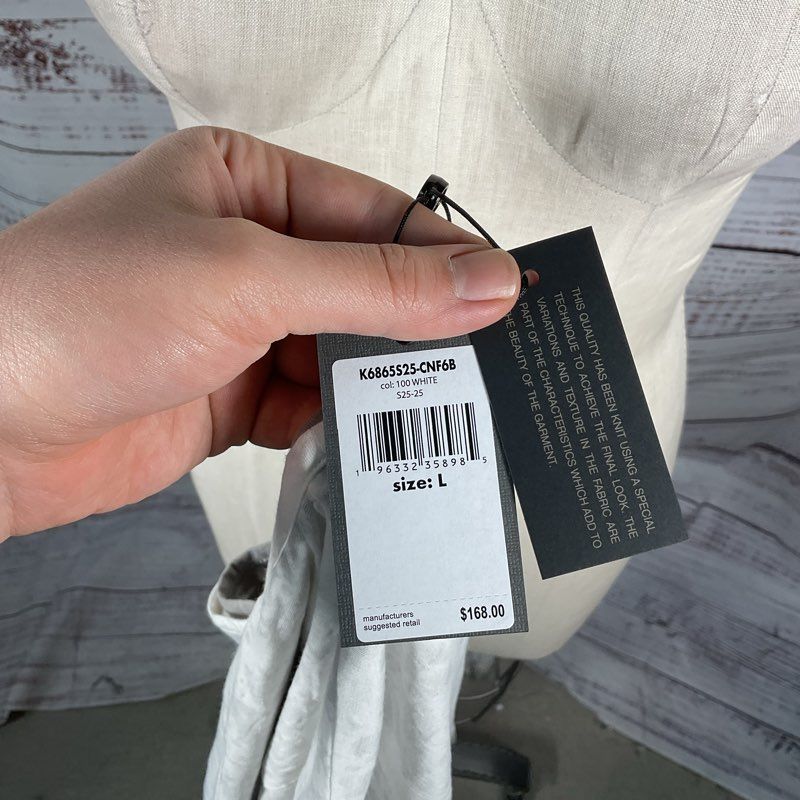 K6865S25-CNF6B
col: 100 WHITE
S25-25
1 96332 35898 5
size: L
manufacturers
suggested retail
$168.00
THIS QUALITY HAS BEEN KNIT USING A SPECIAL
TECHNIQUE TO ACHIEVE THE FINAL LOOK. THE
VARIATIONS AND TEXTURE IN THE FABRIC ARE
PART OF THE CHARACTERISTICS WHICH ADD TO
THE BEAUTY OF THE GARMENT.